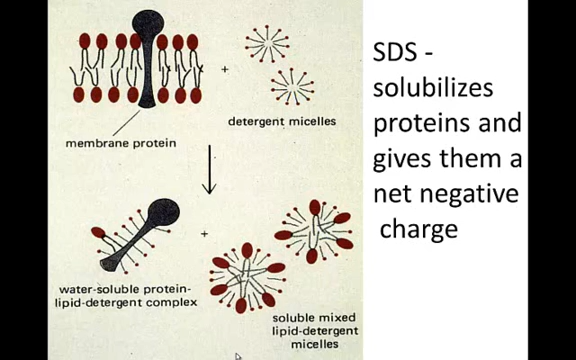 detergent micelles
membrane protein
water-soluble protein-
lipid-detergent complex
soluble mixed
lipid-detergent
micelles
SDS -
solubilizes
proteins and
gives them a
net negative
charge